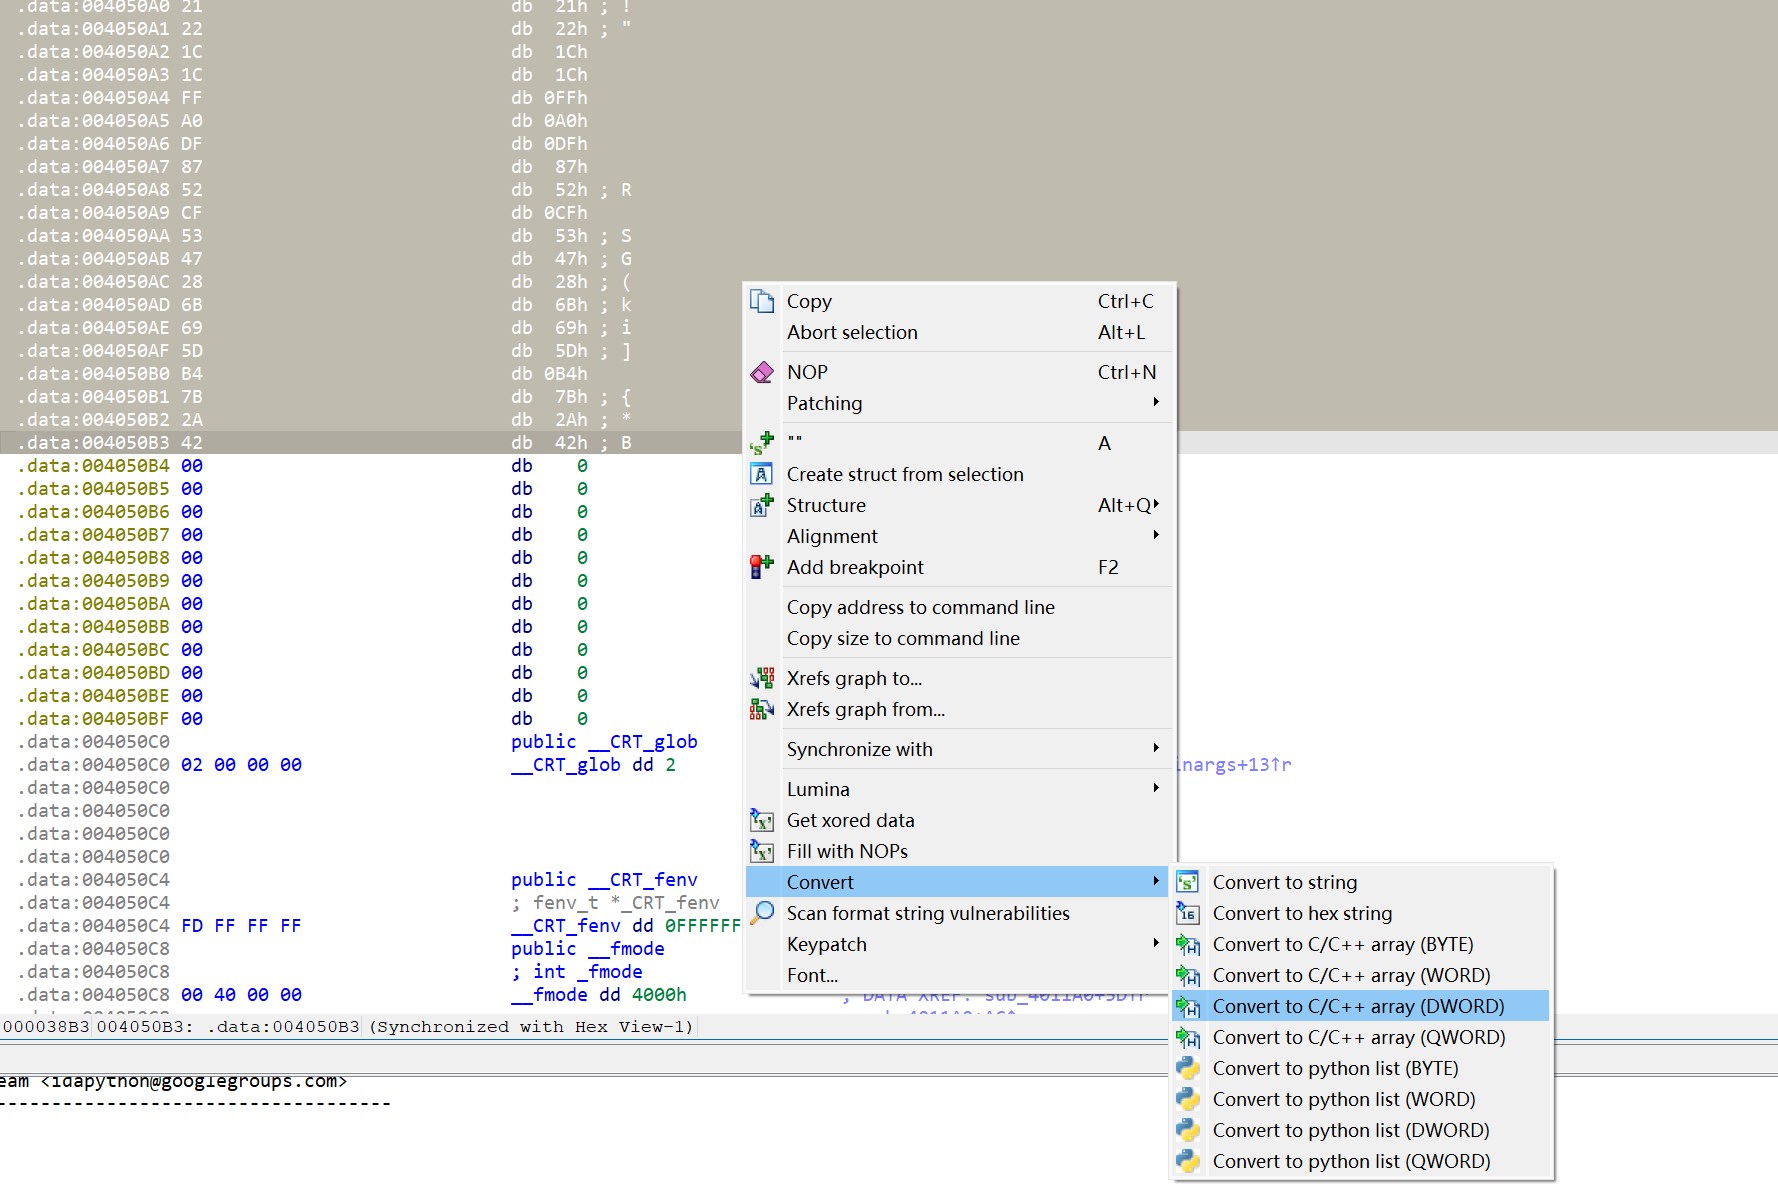 .data:004050A0 21 db 21h ; !
.data:004050A1 22 db 22h ; "
.data:004050A2 1C db 1Ch
.data:004050A3 1C db 1Ch
.data:004050A4 FF db 0FFh
.data:004050A5 A0 db 0A0h
.data:004050A6 DF db 0DFh
.data:004050A7 87 db 87h
.data:004050A8 52 db 52h ; R
.data:004050A9 CF db 0CFh
.data:004050AA 53 db 53h ; S
.data:004050AB 47 db 47h ; G
.data:004050AC 28 db 28h ; (
.data:004050AD 6B db 6Bh ; k
.data:004050AE 69 db 69h ; i
.data:004050AF 5D db 5Dh ; ]
.data:004050B0 B4 db 0B4h
.data:004050B1 7B db 7Bh ; {
.data:004050B2 2A db 2Ah ; *
.data:004050B3 42 db 42h ; B
.data:004050B4 00 db 0
.data:004050B5 00 db 0
.data:004050B6 00 db 0
.data:004050B7 00 db 0
.data:004050B8 00 db 0
.data:004050B9 00 db 0
.data:004050BA 00 db 0
.data:004050BB 00 db 0
.data:004050BC 00 db 0
.data:004050BD 00 db 0
.data:004050BE 00 db 0
.data:004050BF 00 db 0
.data:004050C0 public __CRT_glob
.data:004050C0 02 00 00 00 __CRT_glob dd 2 inargs+13↑r
.data:004050C0
.data:004050C0
.data:004050C0
.data:004050C0
.data:004050C4 public __CRT_fenv
.data:004050C4 ; fenv_t *_CRT_fenv
.data:004050C4 FD FF FF FF __CRT_fenv dd 0FFFFFF
.data:004050C8 public __fmode
.data:004050C8 ; int _fmode
.data:004050C8 00 40 00 00 __fmode dd 4000h ; DATA XREF: sub_4011A0+5D↑r
000038B3 004050B3: .data:004050B3 (Synchronized with Hex View-1)
eam <idapython@googlegroups.com>
------------------------------------
Copy Ctrl+C
Abort selection Alt+L
NOP Ctrl+N
Patching
"" A
Create struct from selection
Structure Alt+Q
Alignment
Add breakpoint F2
Copy address to command line
Copy size to command line
Xrefs graph to...
Xrefs graph from...
Synchronize with
Lumina
Get xored data
Fill with NOPs
Convert
Scan format string vulnerabilities
Keypatch
Font...
Convert to string
Convert to hex string
Convert to C/C++ array (BYTE)
Convert to C/C++ array (WORD)
Convert to C/C++ array (DWORD)
Convert to C/C++ array (QWORD)
Convert to python list (BYTE)
Convert to python list (WORD)
Convert to python list (DWORD)
Convert to python list (QWORD)